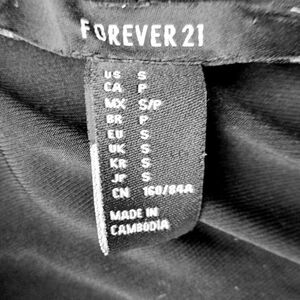 FOREVER 21
US S
CA P
MX S/P
BR P
EU S
UK S
KR S
JP S
CN 160/84A
MADE IN
CAMBODIA